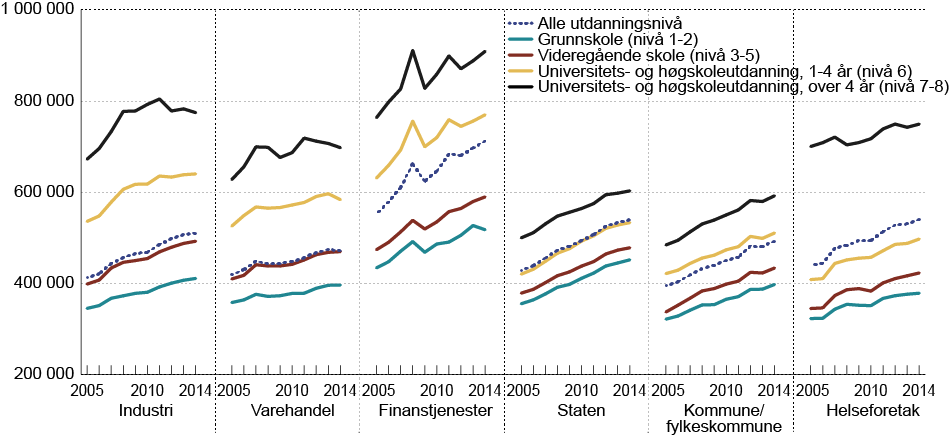 1 000 000
Alle utdanningsnivå
Grunnskole (nivå 1-2)
Videregående skole (nivå 3-5)
Universitets- og høgskoleutdanning, 1-4 år (nivå 6)
Universitets- og høgskoleutdanning, over 4 år (nivå 7-8)
800 000
600 000
400 000
200 000
2005 2010 2014 2005 2010 2014 2005 2010 2014 2005 2010 2014 2005 2010 2014 2005 2010 2014
Industri Varehandel Finanstjenester Staten Kommune/ Helseforetak
fylkeskommune